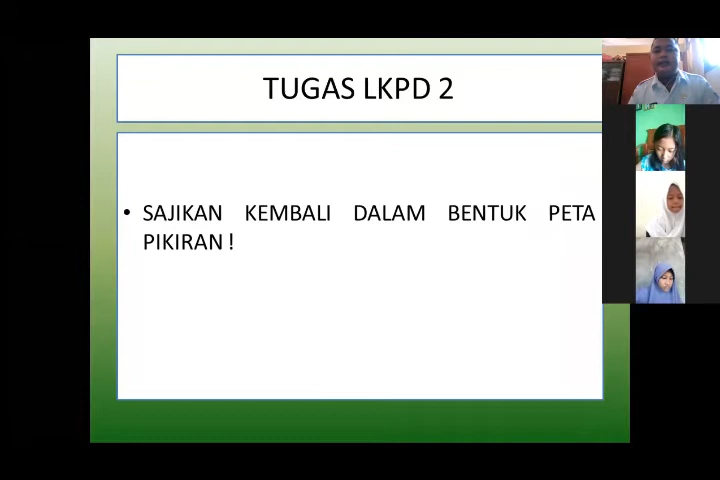 TUGAS LKPD 2
• SAJIKAN KEMBALI DALAM BENTUK PETA
PIKIRAN !